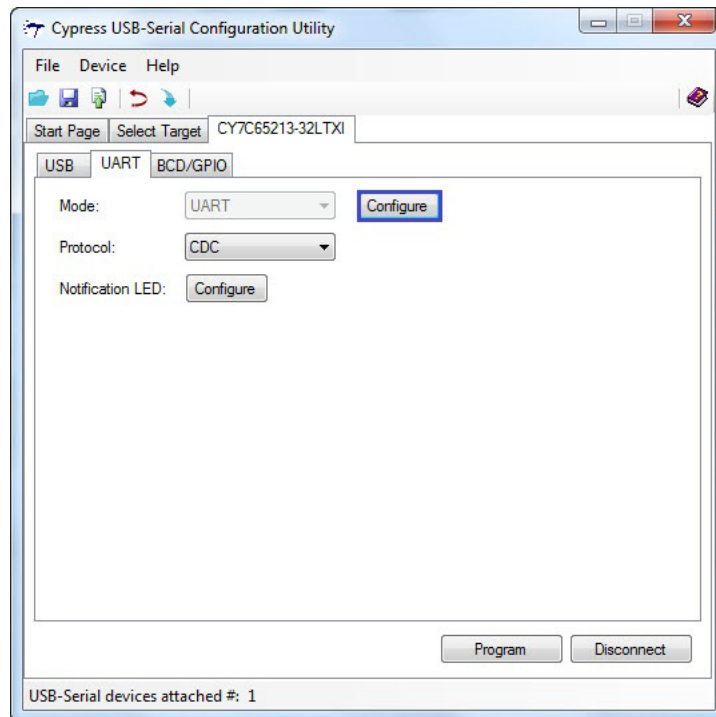 Cypress USB-Serial Configuration Utility
File Device Help
Start Page Select Target CY7C65213-32LTXI
USB UART BCD/GPIO
Mode: UART Configure
Protocol: CDC
Notification LED: Configure
Program Disconnect
USB-Serial devices attached #: 1